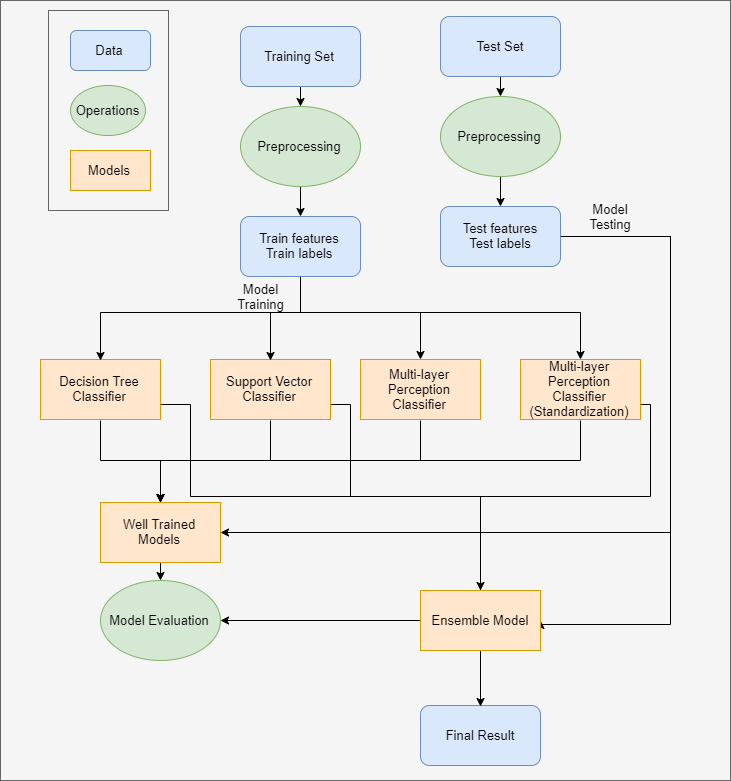 Data
Operations
Models
Training Set
Test Set
Preprocessing
Preprocessing
Train features
Train labels
Test features
Test labels
Model
Testing
Model
Training
Decision Tree
Classifier
Support Vector
Classifier
Multi-layer
Perception
Classifier
Multi-layer
Perception
Classifier
(Standardization)
Well Trained
Models
Model Evaluation
Ensemble Model
Final Result